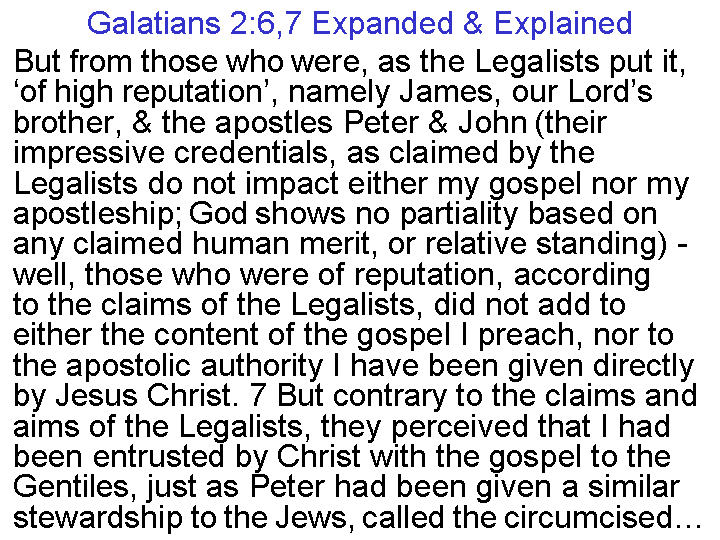 Galatians 2:6,7 Expanded & Explained
But from those who were, as the Legalists put it,
‘of high reputation’, namely James, our Lord’s
brother, & the apostles Peter & John (their
impressive credentials, as claimed by the
Legalists do not impact either my gospel nor my
apostleship; God shows no partiality based on
any claimed human merit, or relative standing) -
well, those who were of reputation, according
to the claims of the Legalists, did not add to
either the content of the gospel I preach, nor to
the apostolic authority I have been given directly
by Jesus Christ. 7 But contrary to the claims and
aims of the Legalists, they perceived that I had
been entrusted by Christ with the gospel to the
Gentiles, just as Peter had been given a similar
stewardship to the Jews, called the circumcised…